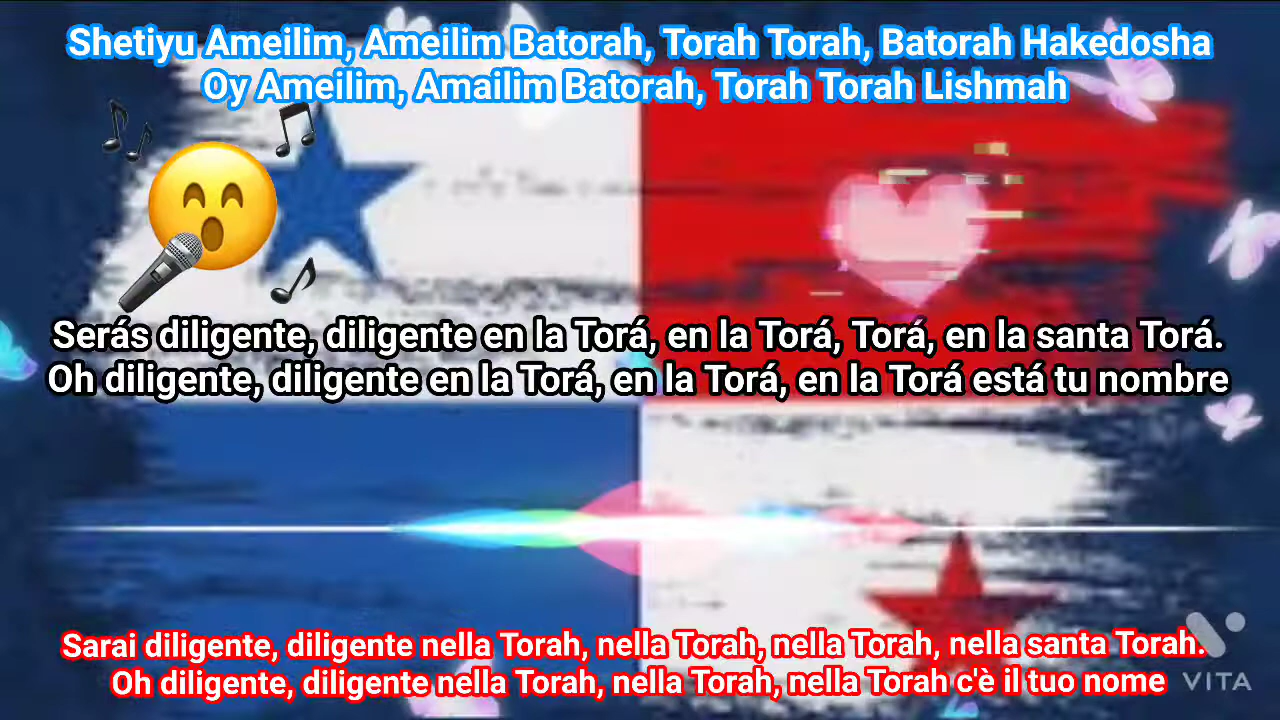 Shetiyu Ameilim, Ameilim Batorah, Torah Torah, Batorah Hakedosha
Oy Ameilim, Amailim Batorah, Torah Torah Lishmah
Serás diligente, diligente en la Torá, en la Torá, Torá, en la santa Torá.
Oh diligente, diligente en la Torá, en la Torá, en la Torá está tu nombre
Sarai diligente, diligente nella Torah, nella Torah, nella Torah, nella santa Torah.
Oh diligente, diligente nella Torah, nella Torah, nella Torah c'è il tuo nome
VITA